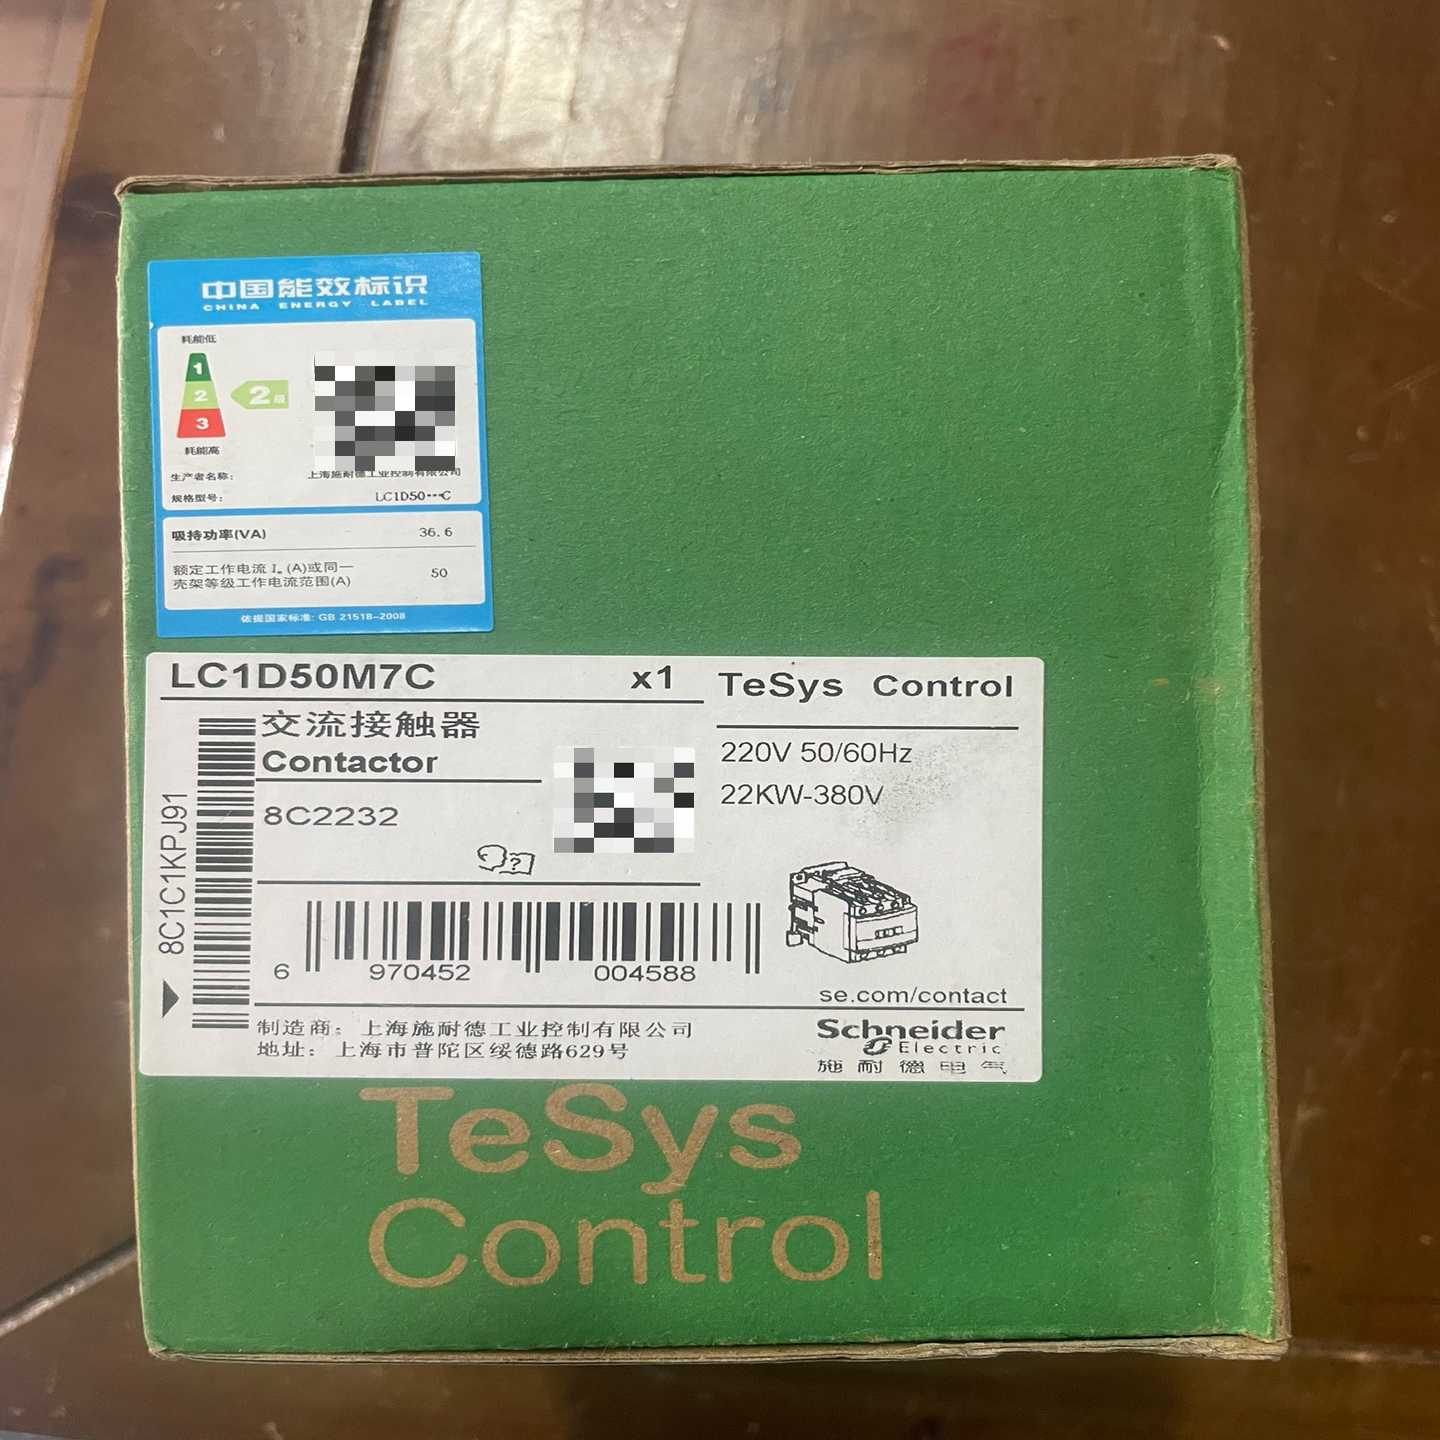 中国能效标识
CHINA ENERGY LABEL
耗能低
1
2
3
2级
耗能高
生产者名称: 上海施耐德工业控制有限公司
规格型号: LC1D50···C
吸持功率(VA) 36.6
额定工作电流 Iₑ (A)或同一
壳架等级工作电流范围(A) 50
依据国家标准: GB 21518-2008
LC1D50M7C x1
TeSys Control
交流接触器
Contactor
8C2232
220V 50/60Hz
22KW-380V
8C1C1KPJ91
?
6 970452 004588
se.com/contact
制造商: 上海施耐德工业控制有限公司
地址: 上海市普陀区绥德路629号
Schneider
Electric
施耐德电气
TeSys
Control